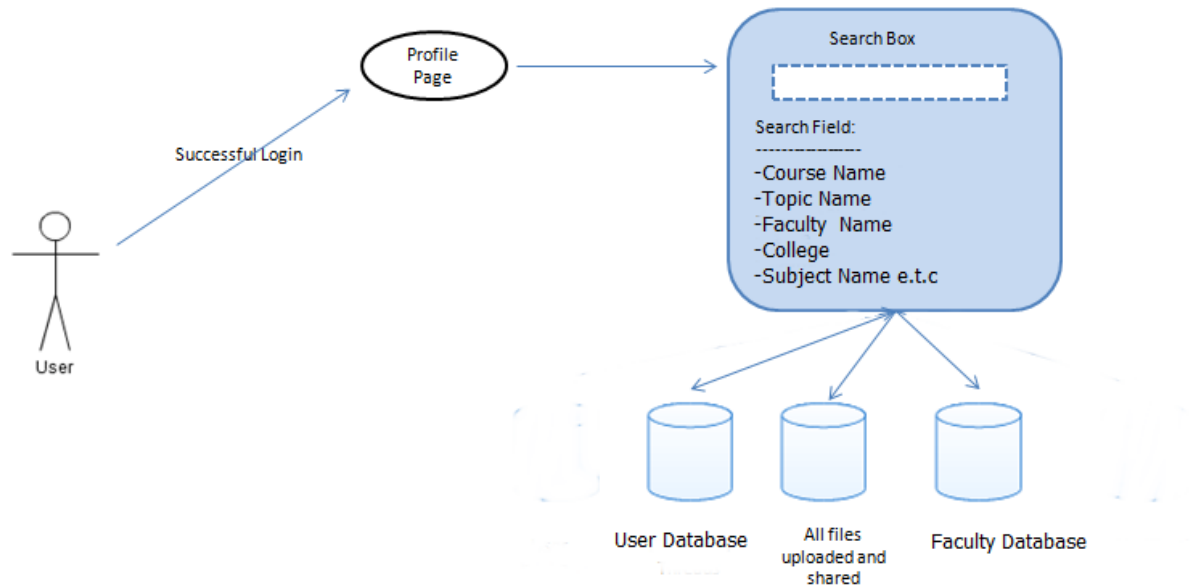 Profile
Page
Search Box
Search Field:
--------------------
-Course Name
-Topic Name
-Faculty  Name
-College
-Subject Name e.t.c
Successful Login
User
User Database
All files
uploaded and
shared
Faculty Database